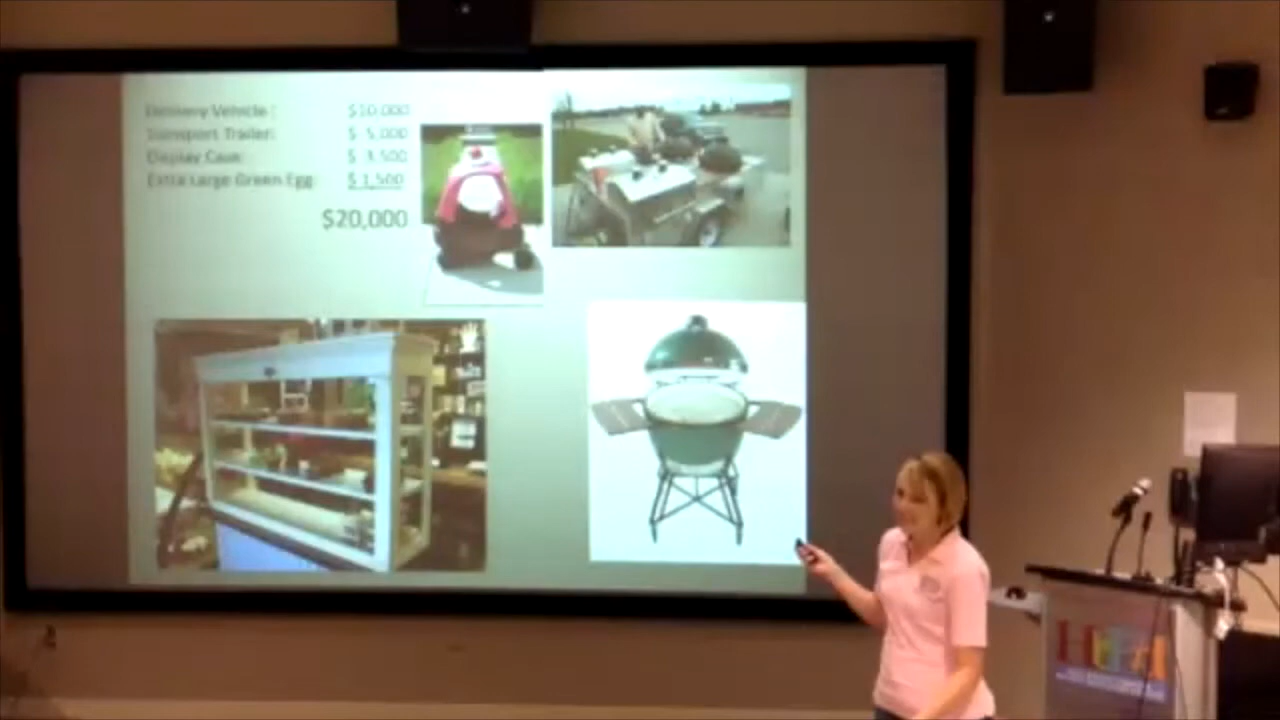 Delivery Vehicle: $10,000
Transport Trailer: $ 5,000
Display Case: $ 3,500
Extra Large Green Egg: $ 1,500
$20,000